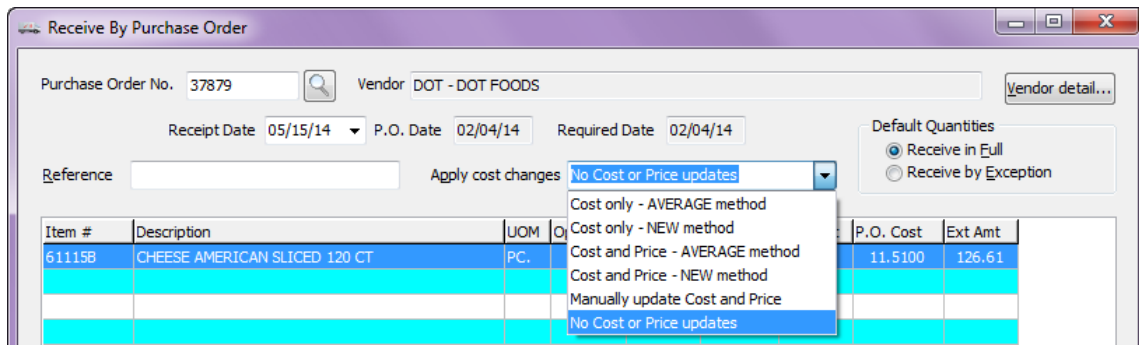 Receive By Purchase Order
Purchase Order No. 37879 Vendor DOT - DOT FOODS Vendor detail...
Receipt Date 05/15/14 P.O. Date 02/04/14 Required Date 02/04/14 Default Quantities
Receive in Full
Reference Apply cost changes No Cost or Price updates Receive by Exception
Cost only - AVERAGE method
Cost only - NEW method
Cost and Price - AVERAGE method
Cost and Price - NEW method
Manually update Cost and Price
No Cost or Price updates
Item # Description UOM P.O. Cost Ext Amt
61115B CHEESE AMERICAN SLICED 120 CT PC. 11.5100 126.61